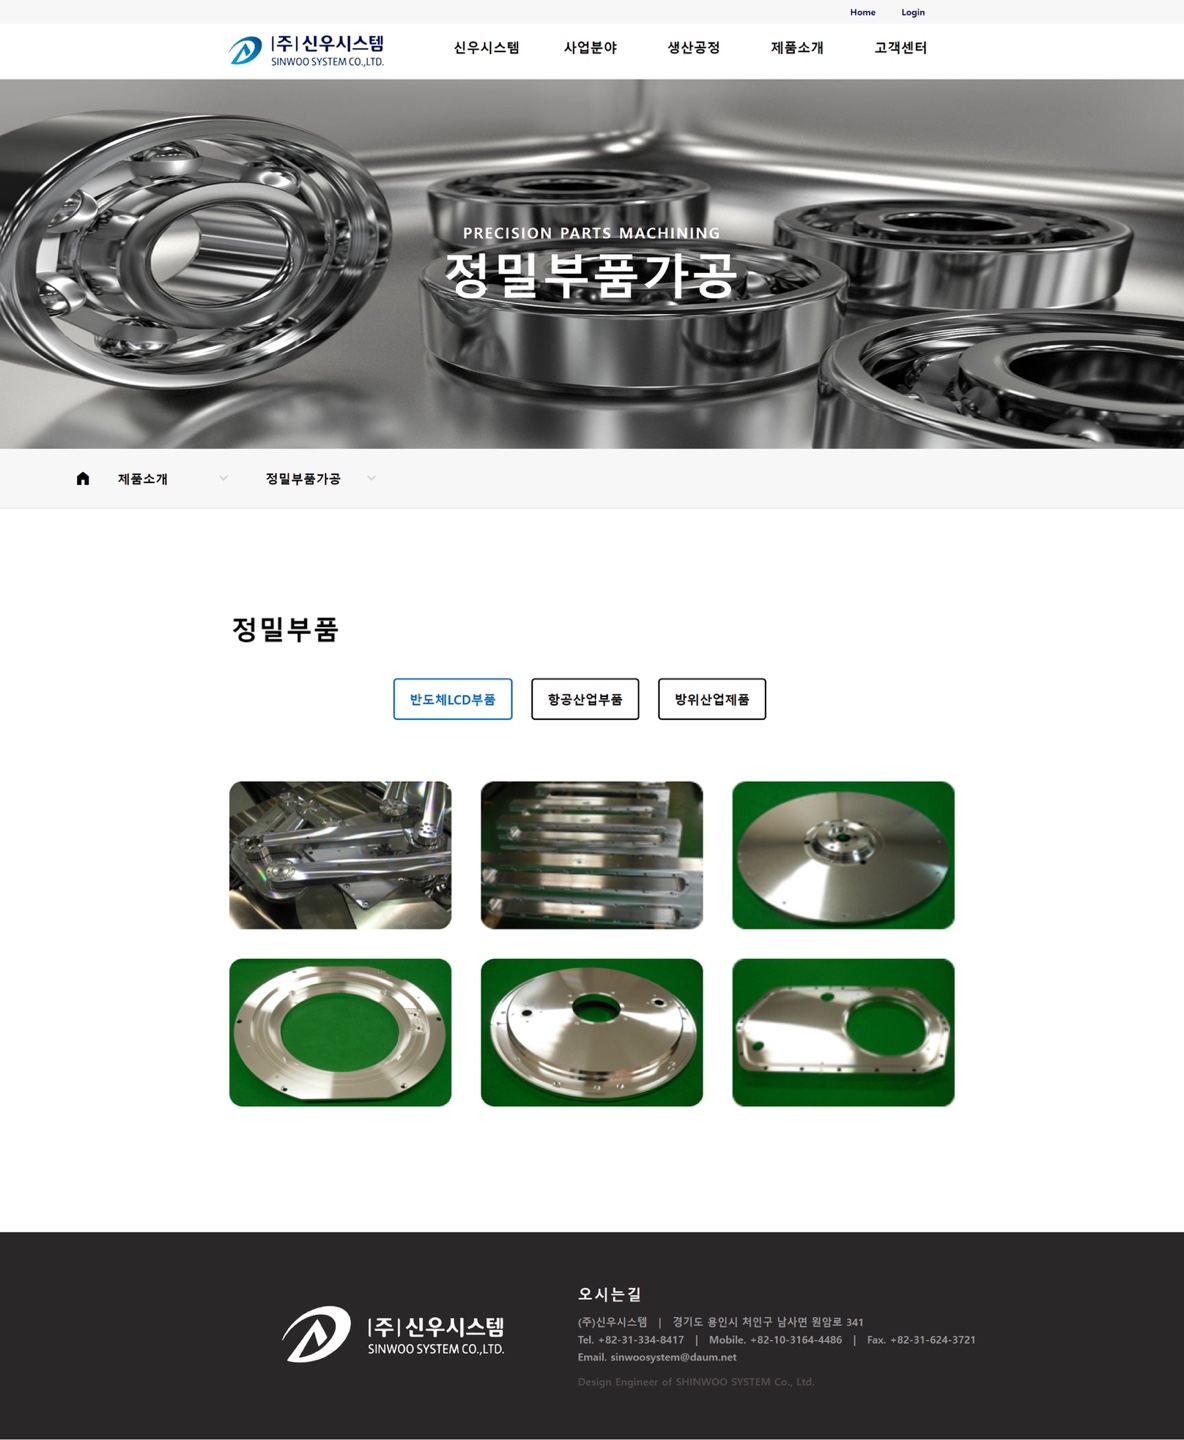 Home Login
|주|신우시스템
SINWOO SYSTEM CO.,LTD.
신우시스템 사업분야 생산공정 제품소개 고객센터
PRECISION PARTS MACHINING
정밀부품가공
제품소개 정밀부품가공
정밀부품
반도체LCD부품 항공산업부품 방위산업제품
|주|신우시스템
SINWOO SYSTEM CO.,LTD.
오시는길
(주)신우시스템 | 경기도 용인시 처인구 남사면 원암로 341
Tel. +82-31-334-8417 | Mobile. +82-10-3164-4486 | Fax. +82-31-624-3721
Email. sinwoosystem@daum.net
Design Engineer of SHINWOO SYSTEM Co., Ltd.